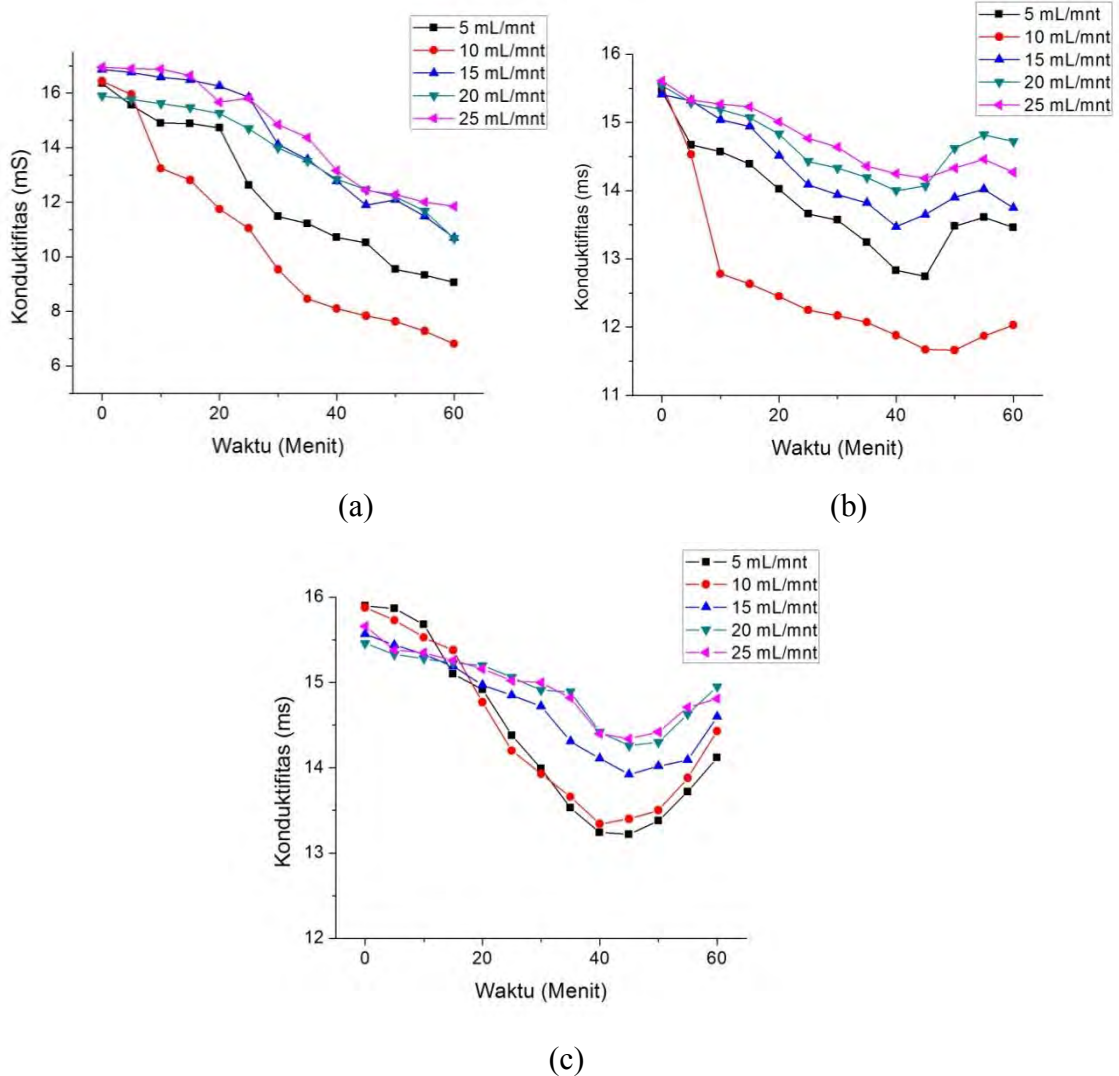 5 mL/mnt
10 mL/mnt
15 mL/mnt
20 mL/mnt
25 mL/mnt
16
14
12
10
8
6
Konduktifitas (mS)
0
20
40
60
Waktu (Menit)
(a)
5 mL/mnt
10 mL/mnt
15 mL/mnt
20 mL/mnt
25 mL/mnt
16
15
14
13
12
11
Konduktifitas (ms)
0
20
40
60
Waktu (Menit)
(b)
5 mL/mnt
10 mL/mnt
15 mL/mnt
20 mL/mnt
25 mL/mnt
16
15
14
13
12
Konduktifitas (ms)
0
20
40
60
Waktu (Menit)
(c)